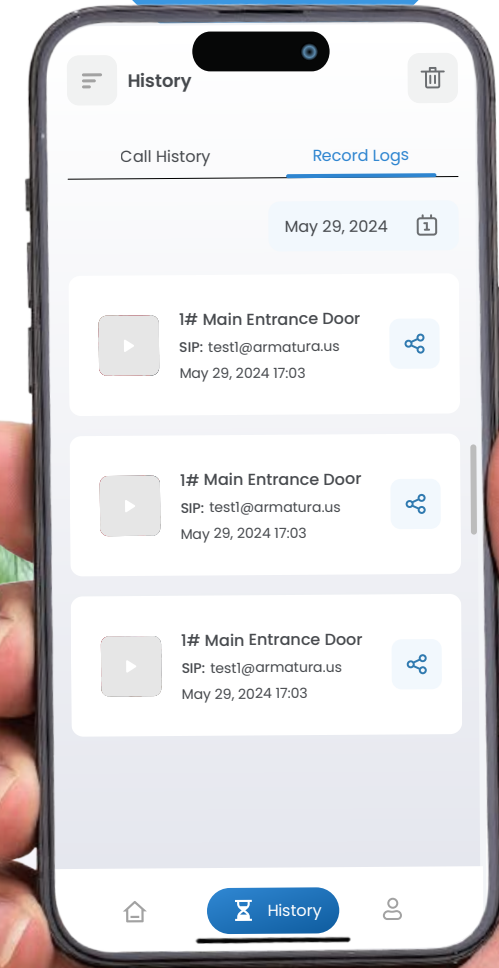 History
Call History
Record Logs
May 29, 2024
1
1# Main Entrance Door
SIP: test1@armatura.us
May 29, 2024 17:03
1# Main Entrance Door
SIP: test1@armatura.us
May 29, 2024 17:03
1# Main Entrance Door
SIP: test1@armatura.us
May 29, 2024 17:03
History